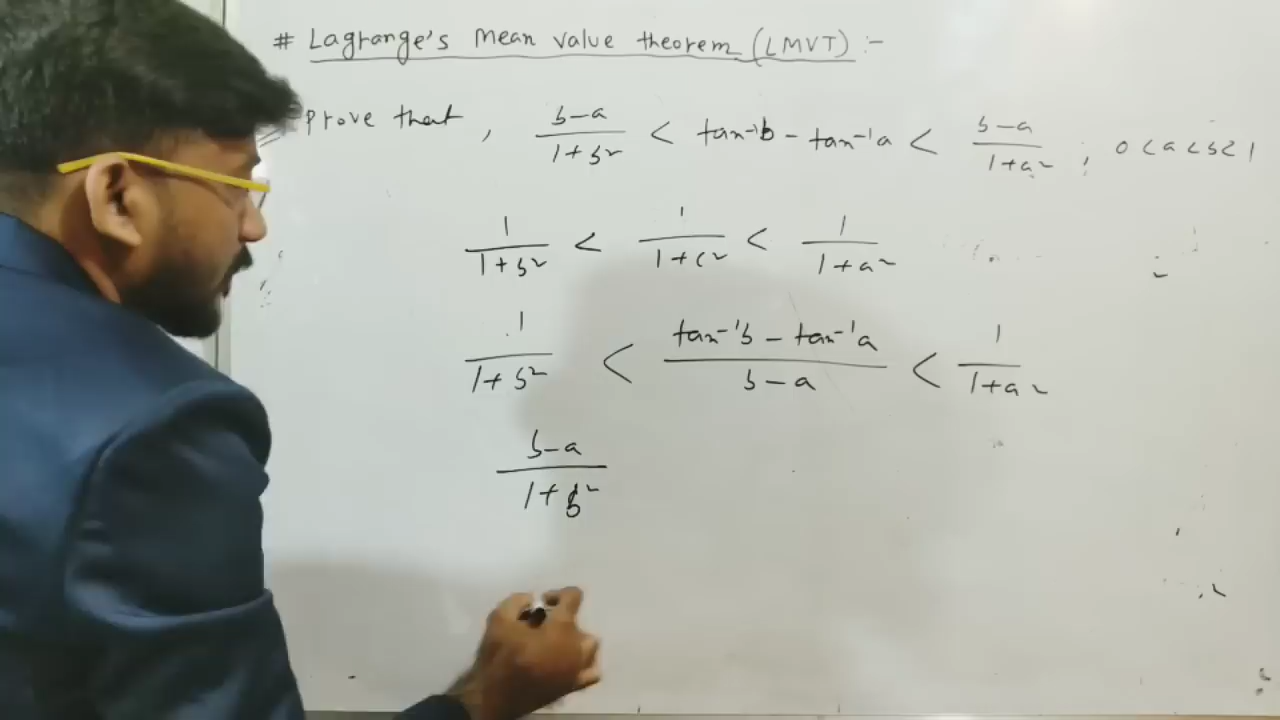 # Lagrange's Mean value theorem (LMVT) :-
Prove that, (b-a)/(1+b²) < tan⁻¹b - tan⁻¹a < (b-a)/(1+a²) ; 0 < a < b < 1
1/(1+b²) < 1/(1+c²) < 1/(1+a²)
1/(1+b²) < (tan⁻¹b - tan⁻¹a)/(b-a) < 1/(1+a²)
(b-a)/(1+b²)